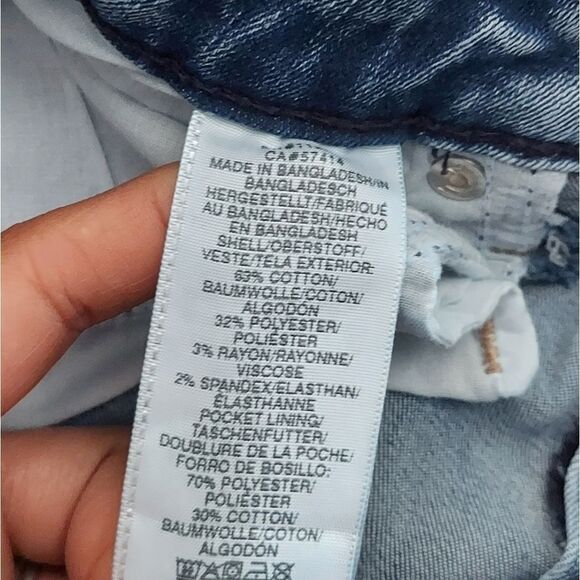 CA#57414
MADE IN BANGLADESH/IN
BANGLADESCH
HERGESTELLT/FABRIQUÉ
AU BANGLADESH/HECHO
EN BANGLADESH
SHELL/OBERSTOFF/
VESTE/TELA EXTERIOR:
63% COTTON/
BAUMWOLLE/COTON/
ALGODÓN
32% POLYESTER/
POLIÉSTER
3% RAYON/RAYONNE/
VISCOSE
2% SPANDEX/ELASTHAN/
ÉLASTHANNE
POCKET LINING/
TASCHENFUTTER/
DOUBLURE DE LA POCHE/
FORRO DE BOSILLO:
70% POLYESTER/
POLIÉSTER
30% COTTON/
BAUMWOLLE/COTON/
ALGODÓN